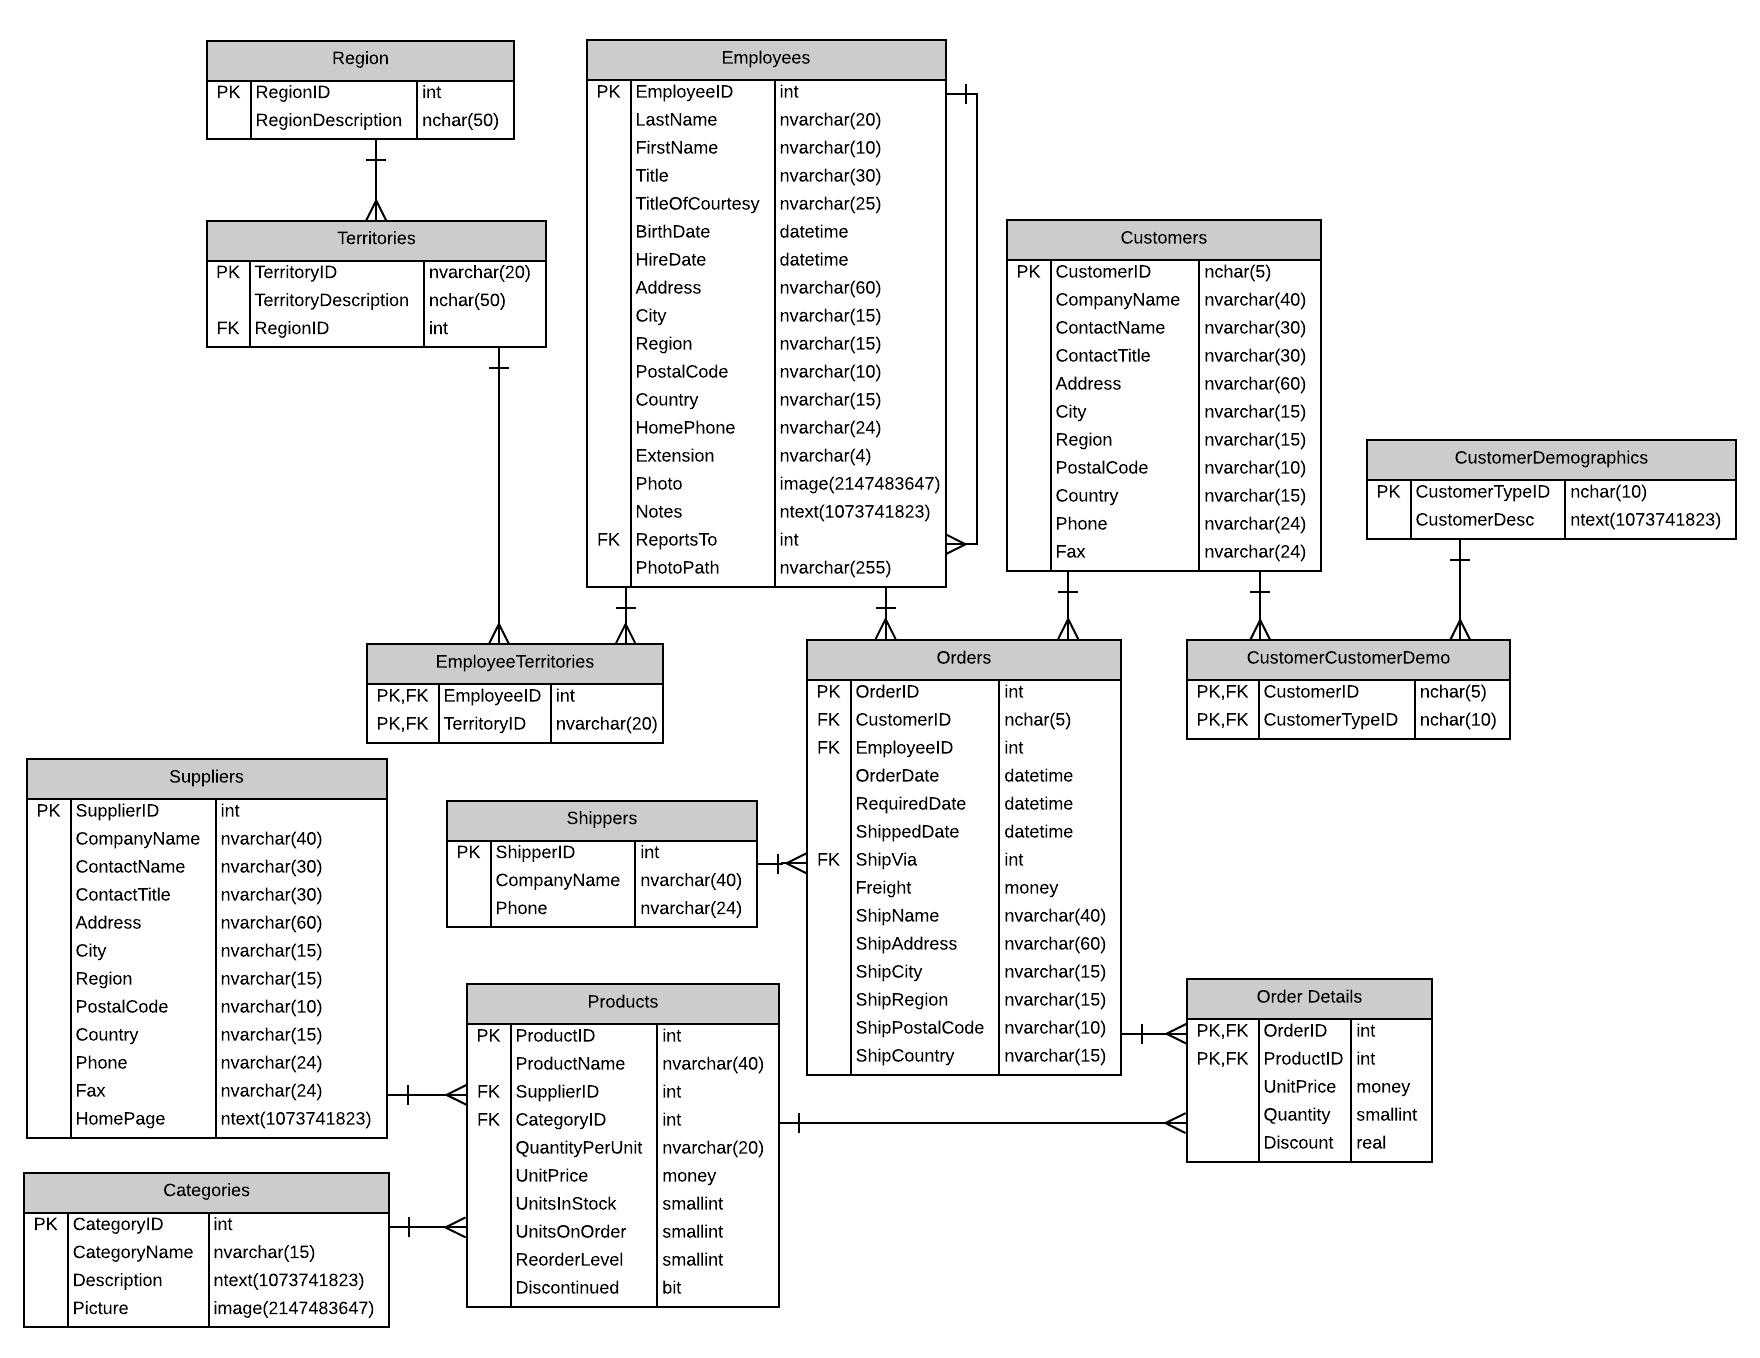 Region
PK RegionID int
RegionDescription nchar(50)
Employees
PK EmployeeID int
LastName nvarchar(20)
FirstName nvarchar(10)
Title nvarchar(30)
TitleOfCourtesy nvarchar(25)
BirthDate datetime
HireDate datetime
Address nvarchar(60)
City nvarchar(15)
Region nvarchar(15)
PostalCode nvarchar(10)
Country nvarchar(15)
HomePhone nvarchar(24)
Extension nvarchar(4)
Photo image(2147483647)
Notes ntext(1073741823)
FK ReportsTo int
PhotoPath nvarchar(255)
Territories
PK TerritoryID nvarchar(20)
TerritoryDescription nchar(50)
FK RegionID int
Customers
PK CustomerID nchar(5)
CompanyName nvarchar(40)
ContactName nvarchar(30)
ContactTitle nvarchar(30)
Address nvarchar(60)
City nvarchar(15)
Region nvarchar(15)
PostalCode nvarchar(10)
Country nvarchar(15)
Phone nvarchar(24)
Fax nvarchar(24)
CustomerDemographics
PK CustomerTypeID nchar(10)
CustomerDesc ntext(1073741823)
EmployeeTerritories
PK,FK EmployeeID int
PK,FK TerritoryID nvarchar(20)
Orders
PK OrderID int
FK CustomerID nchar(5)
FK EmployeeID int
OrderDate datetime
RequiredDate datetime
ShippedDate datetime
FK ShipVia int
Freight money
ShipName nvarchar(40)
ShipAddress nvarchar(60)
ShipCity nvarchar(15)
ShipRegion nvarchar(15)
ShipPostalCode nvarchar(10)
ShipCountry nvarchar(15)
CustomerCustomerDemo
PK,FK CustomerID nchar(5)
PK,FK CustomerTypeID nchar(10)
Suppliers
PK SupplierID int
CompanyName nvarchar(40)
ContactName nvarchar(30)
ContactTitle nvarchar(30)
Address nvarchar(60)
City nvarchar(15)
Region nvarchar(15)
PostalCode nvarchar(10)
Country nvarchar(15)
Phone nvarchar(24)
Fax nvarchar(24)
HomePage ntext(1073741823)
Shippers
PK ShipperID int
CompanyName nvarchar(40)
Phone nvarchar(24)
Products
PK ProductID int
ProductName nvarchar(40)
FK SupplierID int
FK CategoryID int
QuantityPerUnit nvarchar(20)
UnitPrice money
UnitsInStock smallint
UnitsOnOrder smallint
ReorderLevel smallint
Discontinued bit
Order Details
PK,FK OrderID int
PK,FK ProductID int
UnitPrice money
Quantity smallint
Discount real
Categories
PK CategoryID int
CategoryName nvarchar(15)
Description ntext(1073741823)
Picture image(2147483647)